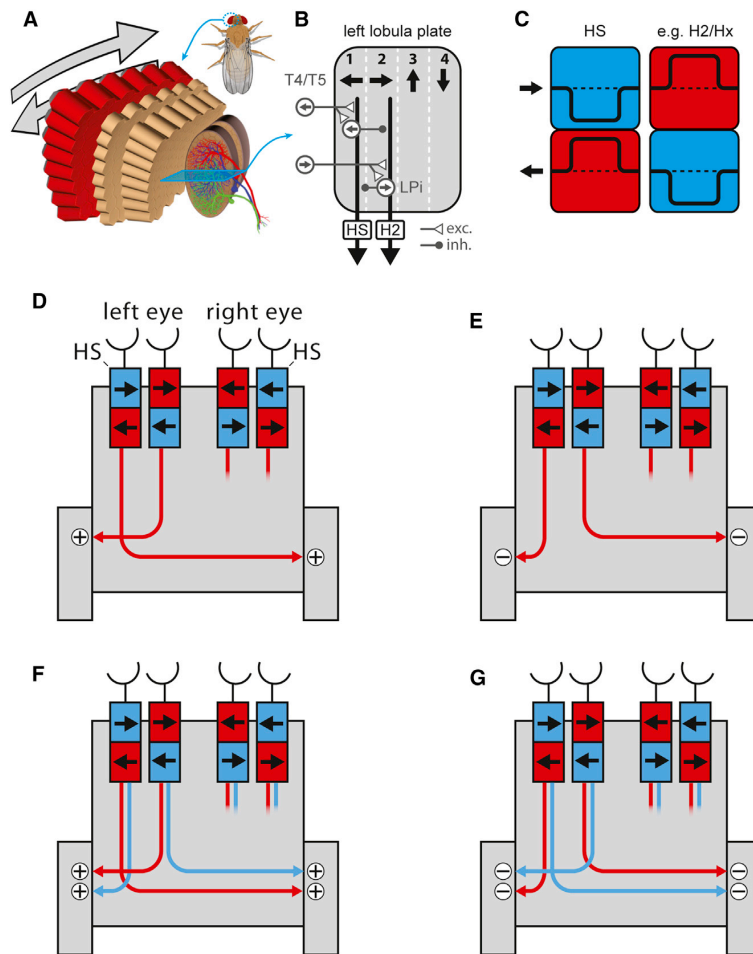 A
B
left lobula plate
1 2 3 4
T4/T5
LPi
HS H2
exc.
inh.
C
HS e.g. H2/Hx
D
left eye right eye
HS HS
+ +
E
− −
F
+ +
+ +
G
− −
− −